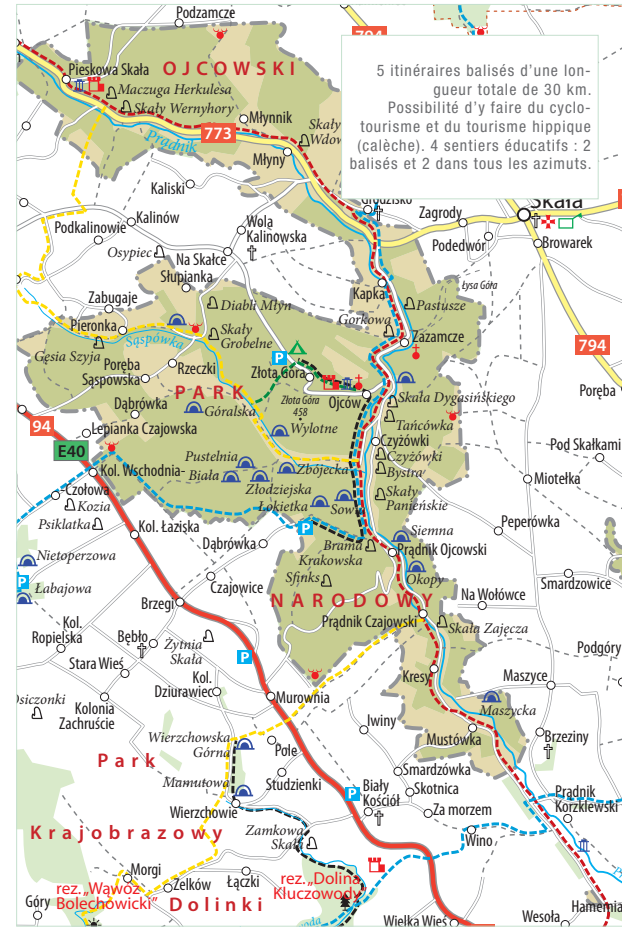 Podzamcze
794
5 itinéraires balisés d'une lon-
gueur totale de 30 km.
Possibilité d'y faire du cyclo-
tourisme et du tourisme hippique
(calèche). 4 sentiers éducatifs : 2
balisés et 2 dans tous les azimuts.
OJCOWSKI
Pieskowa Skała
Maczuga Herkulesa
Skały Wernyhory
Młynnik
773
Skały
Prądnik
Młyny
Kaliski
Grodzisko
Skała
Zagrody
Kalinów
Podkalinowie
Wola
Kalinowska
Podedwór
Browarek
Osypiec
Na Skałce
Słupianka
Łysa Góra
Kapka
Zabugaje
Diabli Młyn
Pastusze
Gorkowa
Pieronka
Skały
Grobelne
Zazamcze
794
Sąspówka
Gęsia Szyja
P
Poręba
Sąspowska
Rzeczki
Złota Góra
PARK
Złota Góra
458
Ojców
Skała Dygasińskiego
Poręba
Dąbrówka
Góralska
Wylotne
Tańcówka
94
Lepianka Czajowska
Czyżówki
Pod Skałkami
E40
Pustelnia
Czyżówki
Kol. Wschodnia
Biała
Zbójecka
Bystra
Miotełka
Czołowa
Złodziejska
Skały
Panieńskie
Kozia
Łokietka
Sowia
Psiklatka
Kol. Łaziska
P
Siemna
Peperówka
Dąbrówka
Brama
Krakowska
Prądnik Ojcowski
Nietoperzowa
Sfinks
Okopy
P
Czajowice
Smardzowice
Łabajowa
Brzegi
NARODOWY
Na Wołówce
Kol.
Ropielska
Prądnik Czajowski
Skała Zajęcza
Bębło
Żytnia
Skała
Podgóry
P
Stara Wieś
Kol.
Dziurawiec
Kresy
Maszyce
Murownia
Maszycka
Kolonia
Zachruście
Iwiny
Wierzchowska
Górna
Pole
Mustówka
Brzeziny
Park
Smardzówka
Studzienki
Skotnica
Mamutowa
P
Biały
Kościół
Prądnik
Korzklewski
Wierzchowie
Za morzem
Krajobrazowy
Zamkowa
Skała
Wino
Morgi
rez. „Wąwóz
Bolechowicki”
Zelków
Łączki
rez. „Dolina
Kluczowody”
Dolinki
Góry
Wielka Wieś
Wesoła
Hamernia